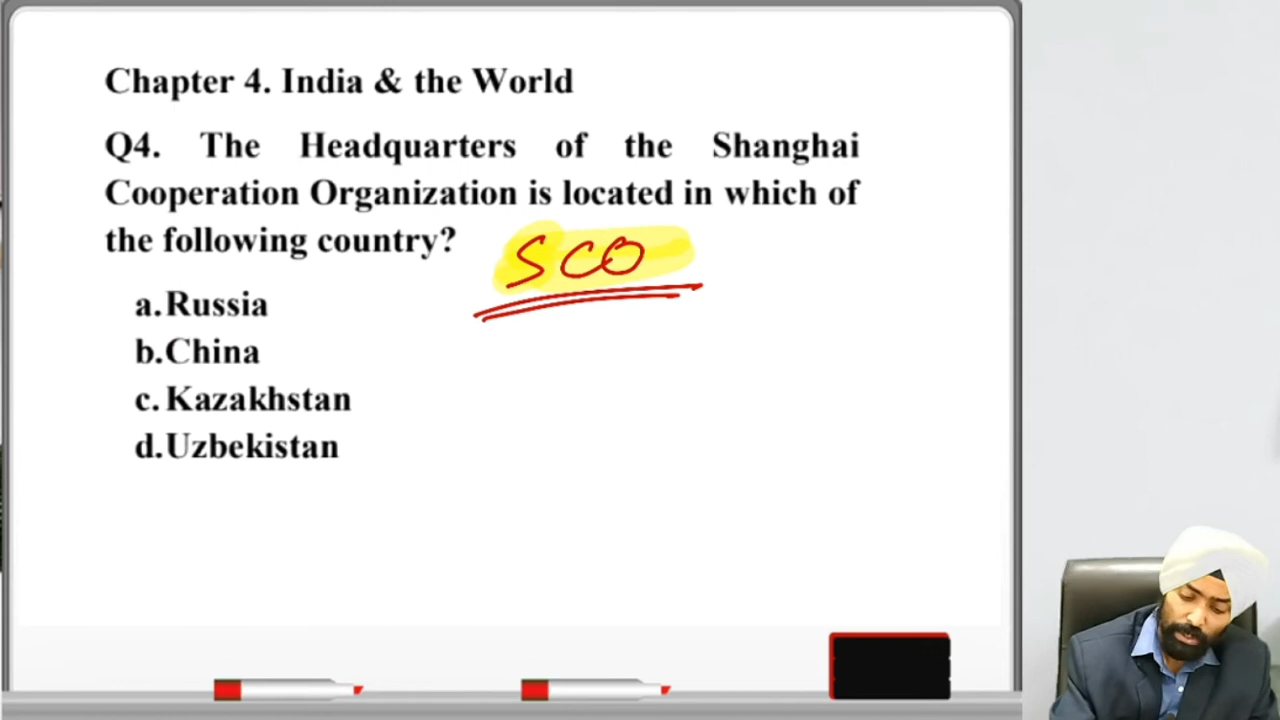 Chapter 4. India & the World
Q4. The Headquarters of the Shanghai
Cooperation Organization is located in which of
the following country?
SCO
a. Russia
b. China
c. Kazakhstan
d. Uzbekistan